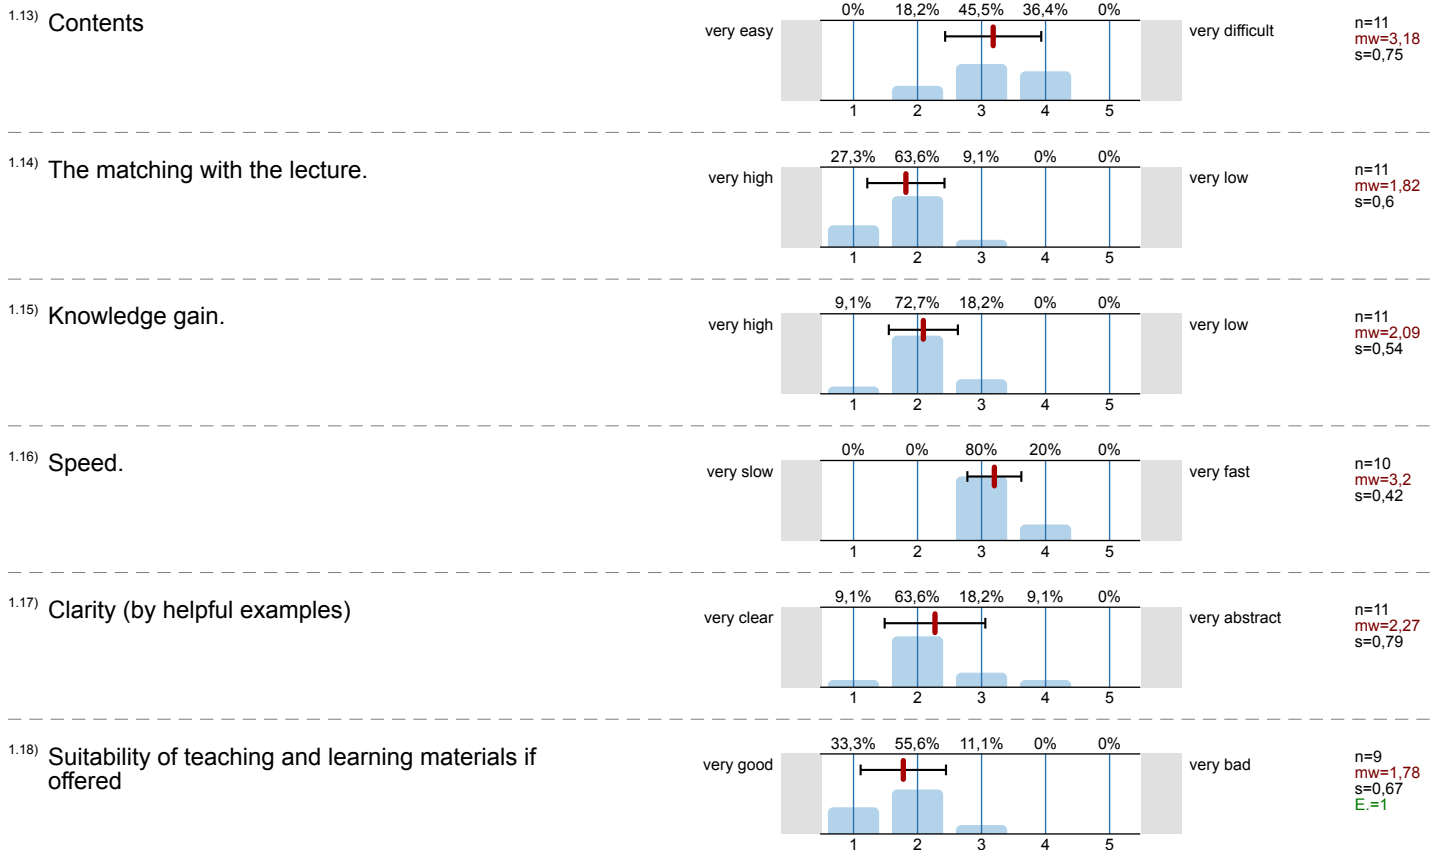 1.13) Contents
0% 18,2% 45,5% 36,4% 0%
very easy
very difficult
n=11
mw=3,18
s=0,75
1 2 3 4 5
1.14) The matching with the lecture.
27,3% 63,6% 9,1% 0% 0%
very high
very low
n=11
mw=1,82
s=0,6
1 2 3 4 5
1.15) Knowledge gain.
9,1% 72,7% 18,2% 0% 0%
very high
very low
n=11
mw=2,09
s=0,54
1 2 3 4 5
1.16) Speed.
0% 0% 80% 20% 0%
very slow
very fast
n=10
mw=3,2
s=0,42
1 2 3 4 5
1.17) Clarity (by helpful examples)
9,1% 63,6% 18,2% 9,1% 0%
very clear
very abstract
n=11
mw=2,27
s=0,79
1 2 3 4 5
1.18) Suitability of teaching and learning materials if
offered
33,3% 55,6% 11,1% 0% 0%
very good
very bad
n=9
mw=1,78
s=0,67
E.=1
1 2 3 4 5